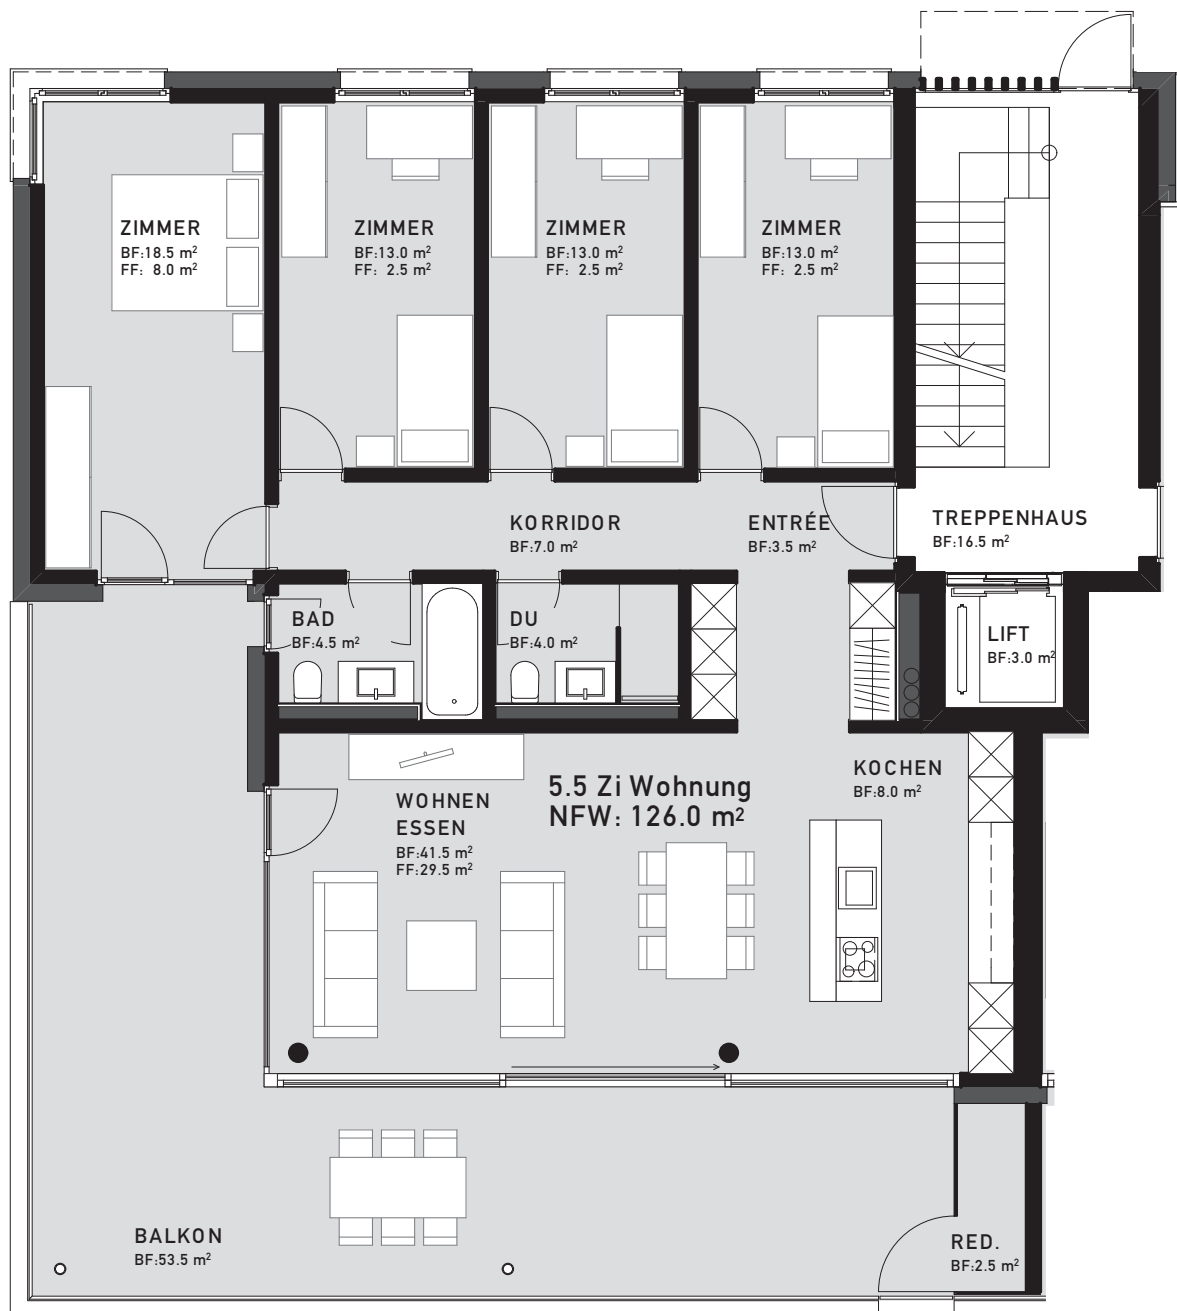 ZIMMER
BF:18.5 m²
FF: 8.0 m²
ZIMMER
BF:13.0 m²
FF: 2.5 m²
ZIMMER
BF:13.0 m²
FF: 2.5 m²
ZIMMER
BF:13.0 m²
FF: 2.5 m²
KORRIDOR
BF:7.0 m²
ENTRÉE
BF:3.5 m²
TREPPENHAUS
BF:16.5 m²
BAD
BF:4.5 m²
DU
BF:4.0 m²
LIFT
BF:3.0 m²
WOHNEN
ESSEN
BF:41.5 m²
FF:29.5 m²
5.5 Zi Wohnung
NFW: 126.0 m²
KOCHEN
BF:8.0 m²
BALKON
BF:53.5 m²
RED.
BF:2.5 m²